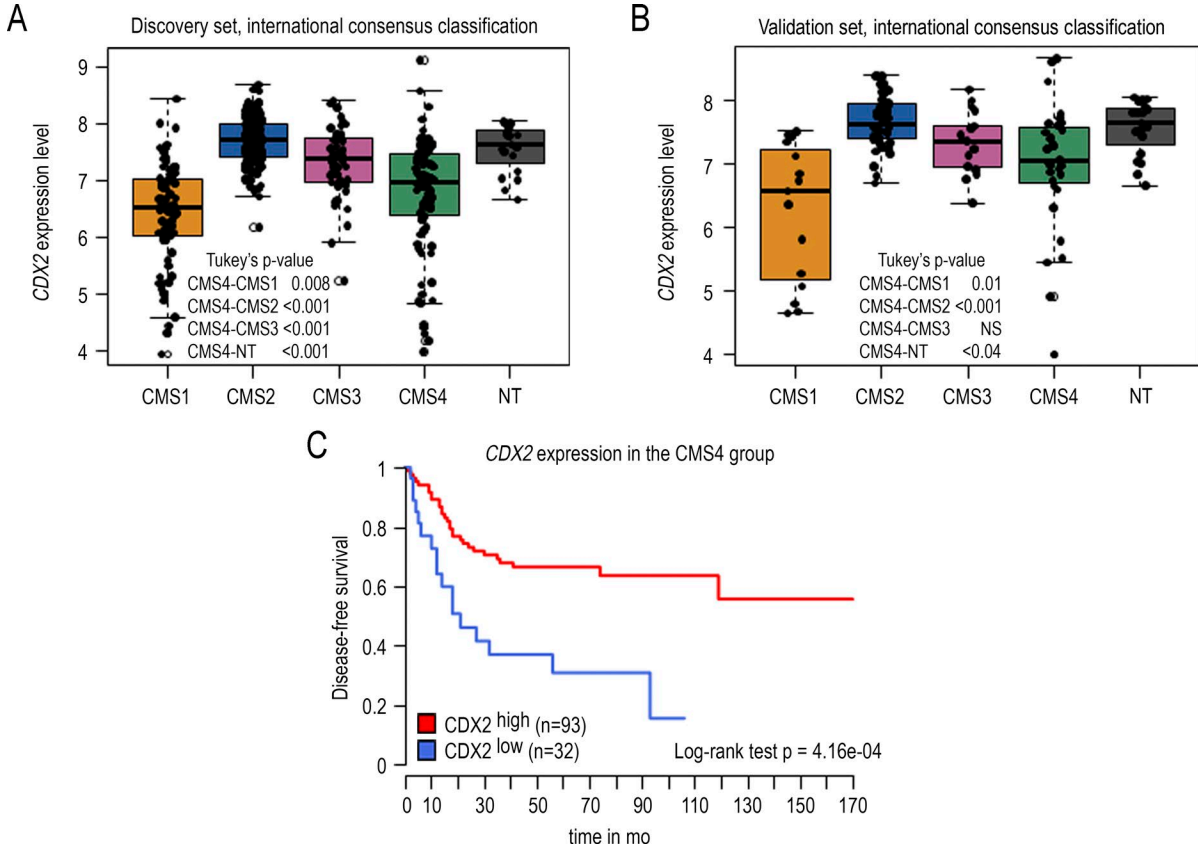 A
Discovery set, international consensus classification
CDX2 expression level
9
8
7
6
5
4
Tukey's p-value
CMS4-CMS1 0.008
CMS4-CMS2 <0.001
CMS4-CMS3 <0.001
CMS4-NT <0.001
CMS1 CMS2 CMS3 CMS4 NT
B
Validation set, international consensus classification
CDX2 expression level
8
7
6
5
4
Tukey's p-value
CMS4-CMS1 0.01
CMS4-CMS2 <0.001
CMS4-CMS3 NS
CMS4-NT <0.04
CMS1 CMS2 CMS3 CMS4 NT
C
CDX2 expression in the CMS4 group
Disease-free survival
1
0.8
0.6
0.4
0.2
0
CDX2 high (n=93)
CDX2 low (n=32)
Log-rank test p = 4.16e-04
0 10 30 50 70 90 110 130 150 170
time in mo